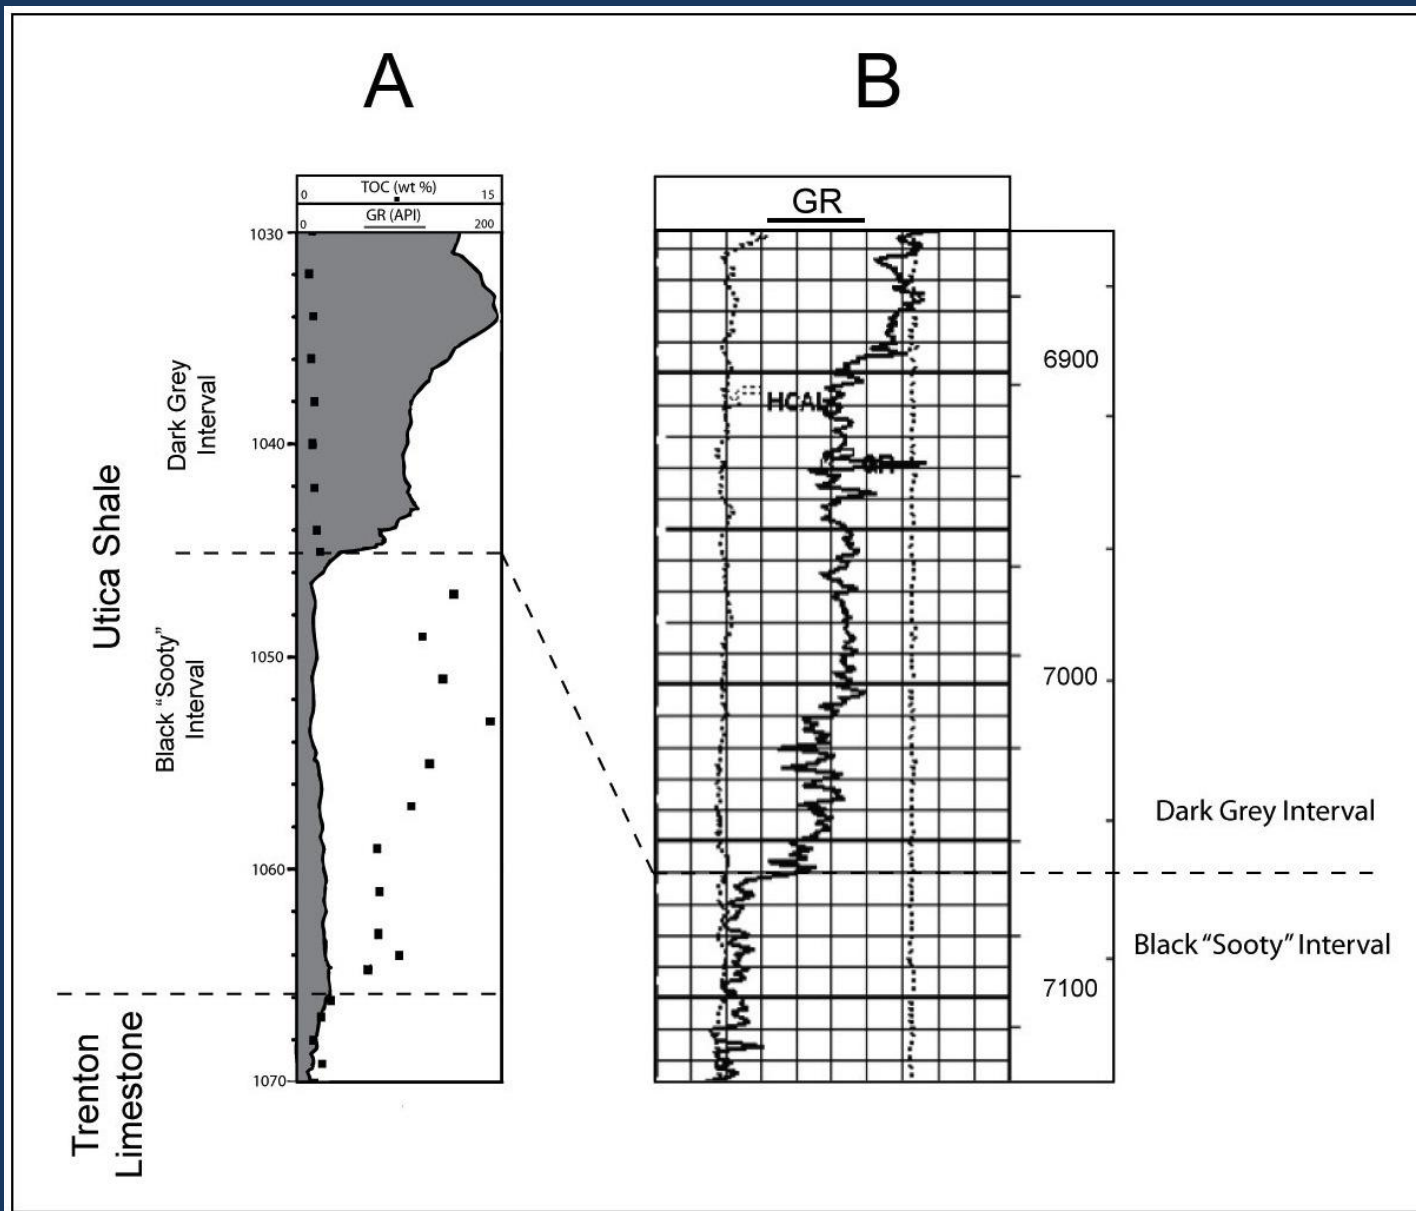 A
B
TOC (wt %)
0
15
GR (API)
0
200
GR
1030
1040
1050
1060
1070
Utica Shale
Dark Grey
Interval
Black “Sooty”
Interval
Trenton
Limestone
HCAL
GR
6900
7000
7100
Dark Grey Interval
Black “Sooty” Interval